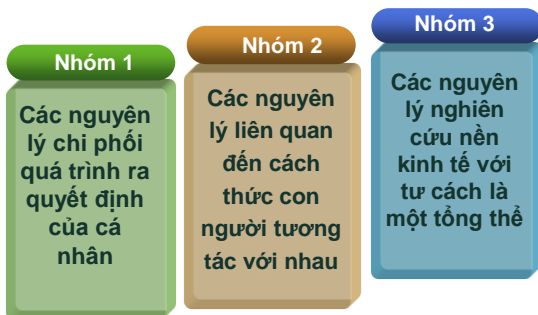 Nhóm 1
Các nguyên
lý chi phối
quá trình ra
quyết định
của cá
nhân
Nhóm 2
Các nguyên
lý liên quan
đến cách
thức con
người tương
tác với nhau
Nhóm 3
Các nguyên
lý nghiên
cứu nền
kinh tế với
tư cách là
một tổng thể